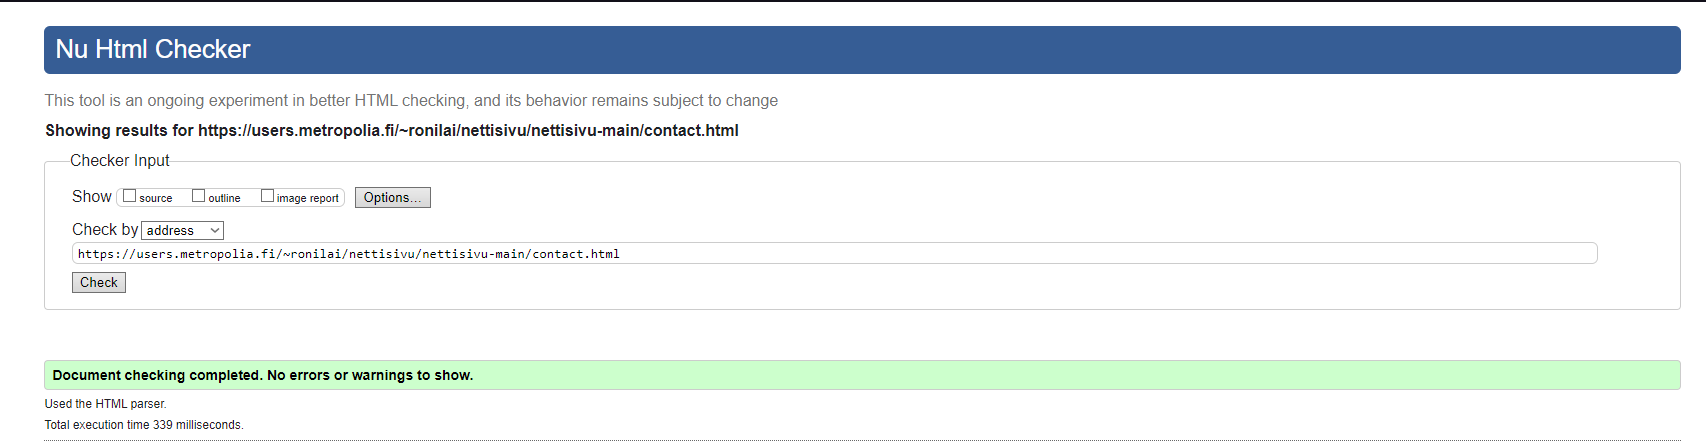 Nu Html Checker
This tool is an ongoing experiment in better HTML checking, and its behavior remains subject to change
Showing results for https://users.metropolia.fi/~ronilai/nettisivu/nettisivu-main/contact.html
Checker Input
Show source outline image report Options...
Check by address
https://users.metropolia.fi/~ronilai/nettisivu/nettisivu-main/contact.html
Check
Document checking completed. No errors or warnings to show.
Used the HTML parser.
Total execution time 339 milliseconds.